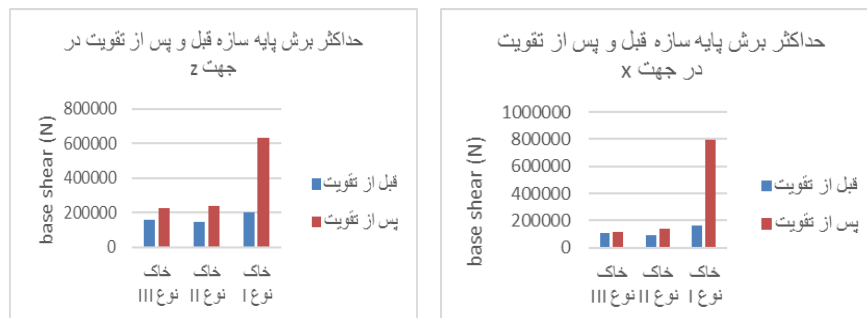 حداکثر برش پایه سازه قبل و پس از تقویت در
جهت z
800000
600000
400000
200000
0
base shear (N)
خاک
نوع III
خاک
نوع II
خاک
نوع I
قبل از تقویت
پس از تقویت
حداکثر برش پایه سازه قبل و پس از تقویت
در جهت x
1000000
800000
600000
400000
200000
0
base shear (N)
خاک
نوع III
خاک
نوع II
خاک
نوع I
قبل از تقویت
پس از تقویت